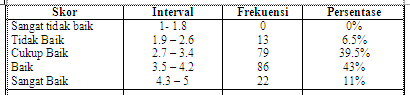 Skor Interval Frekuensi Persentase
Sangat tidak baik 1- 1.8 0 0%
Tidak Baik 1.9 – 2.6 13 6.5%
Cukup Baik 2.7 – 3.4 79 39.5%
Baik 3.5 – 4.2 86 43%
Sangat Baik 4.3 – 5 22 11%